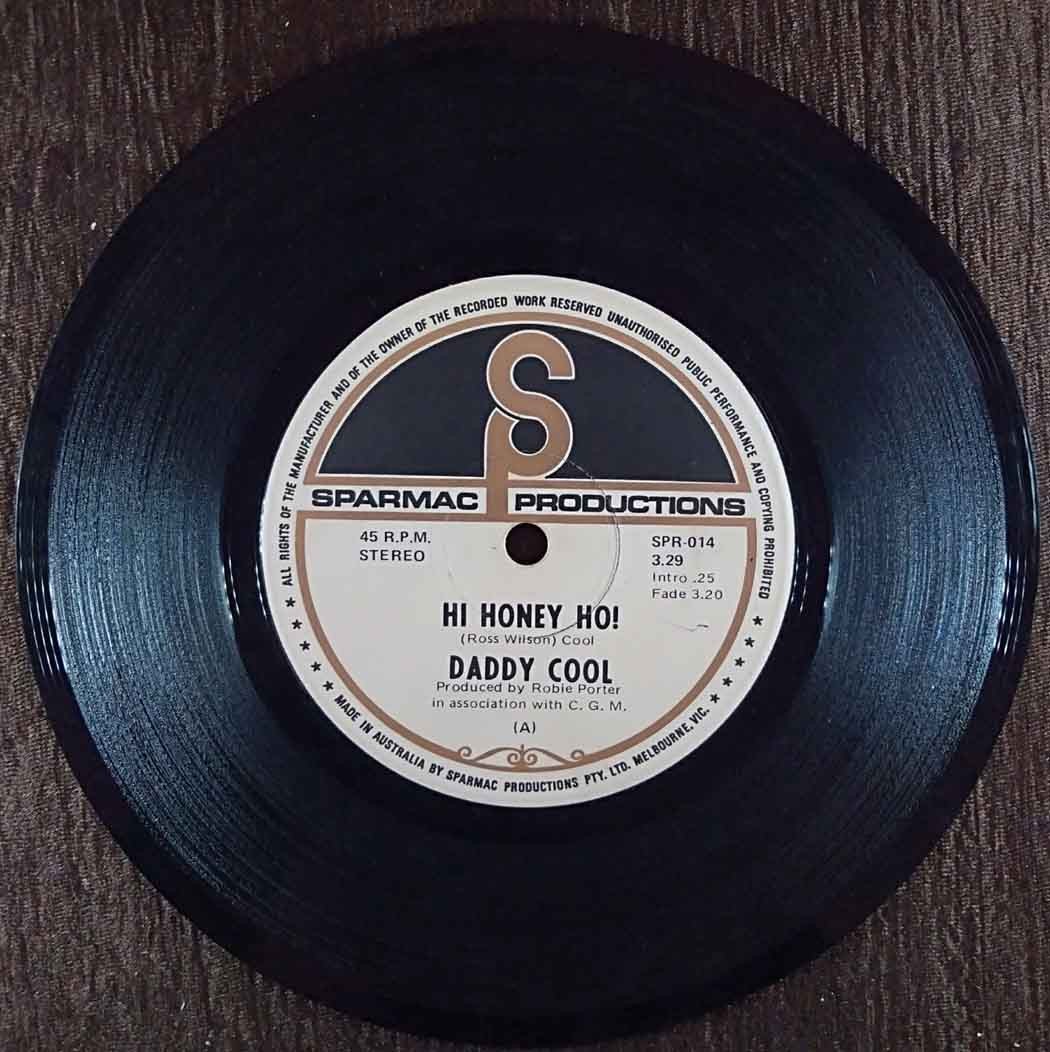 ALL RIGHTS OF THE MANUFACTURER AND OF THE OWNER OF THE RECORDED WORK RESERVED UNAUTHORISED PUBLIC PERFORMANCE AND COPYING PROHIBITED
SPARMAC PRODUCTIONS
45 R.P.M.
STEREO
SPR-014
3.29
Intro .25
Fade 3.20
HI HONEY HO!
(Ross Wilson) Cool
DADDY COOL
Produced by Robie Porter
in association with C. G. M.
(A)
★ ★ ★ ★ ★ MADE IN AUSTRALIA BY SPARMAC PRODUCTIONS PTY. LTD. MELBOURNE, VIC. ★ ★ ★ ★ ★